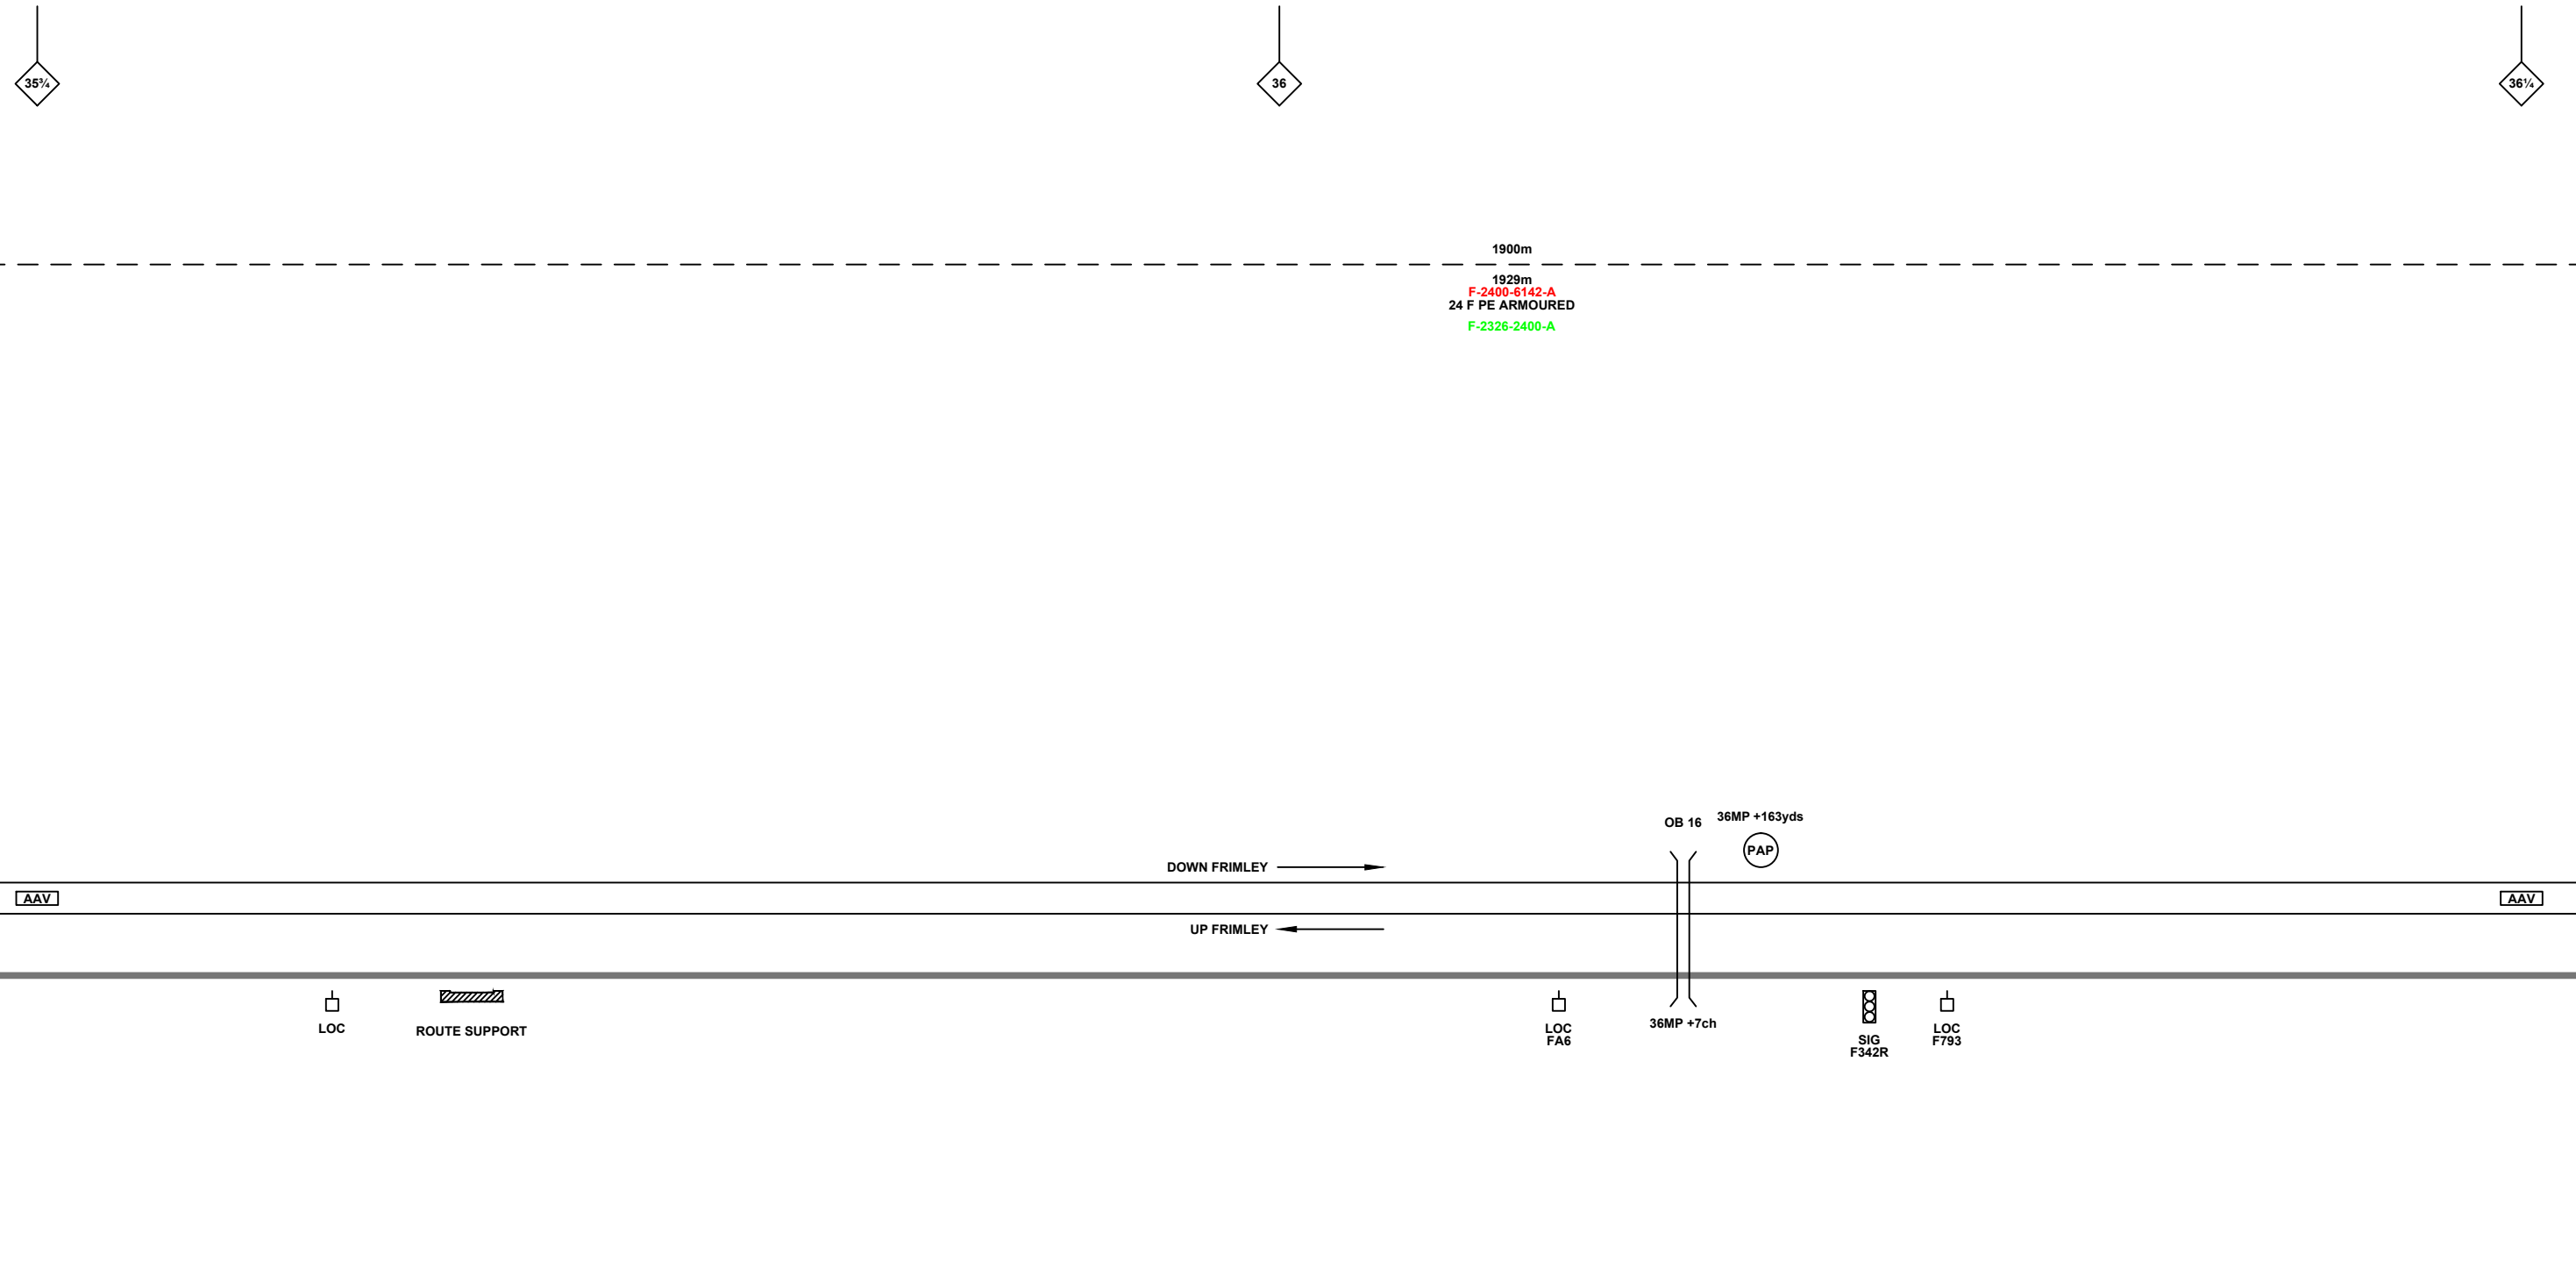 35¾
36
36¼
1900m
1929m
F-2400-6142-A
24 F PE ARMOURED
F-2326-2400-A
36MP +163yds
OB 16
PAP
DOWN FRIMLEY
AAV
AAV
UP FRIMLEY
LOC
ROUTE SUPPORT
LOC
FA6
36MP +7ch
SIG
F342R
LOC
F793